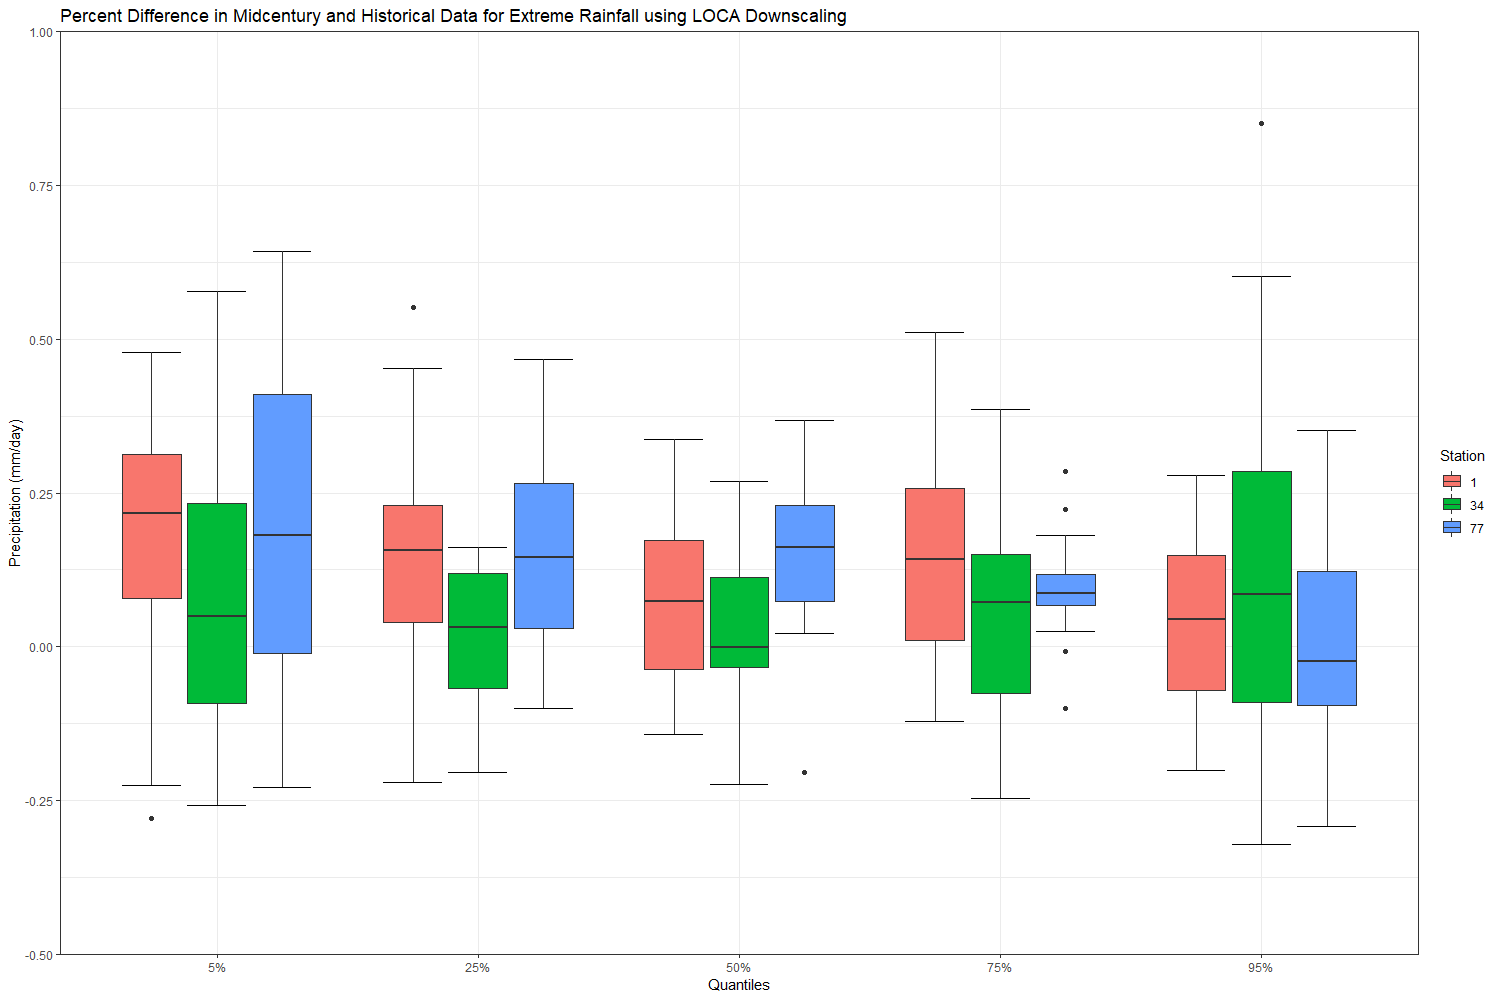 Percent Difference in Midcentury and Historical Data for Extreme Rainfall using LOCA Downscaling
1.00
0.75
0.50
0.25
0.00
-0.25
-0.50
Precipitation (mm/day)
5% 25% 50% 75% 95%
Quantiles
Station
1
34
77